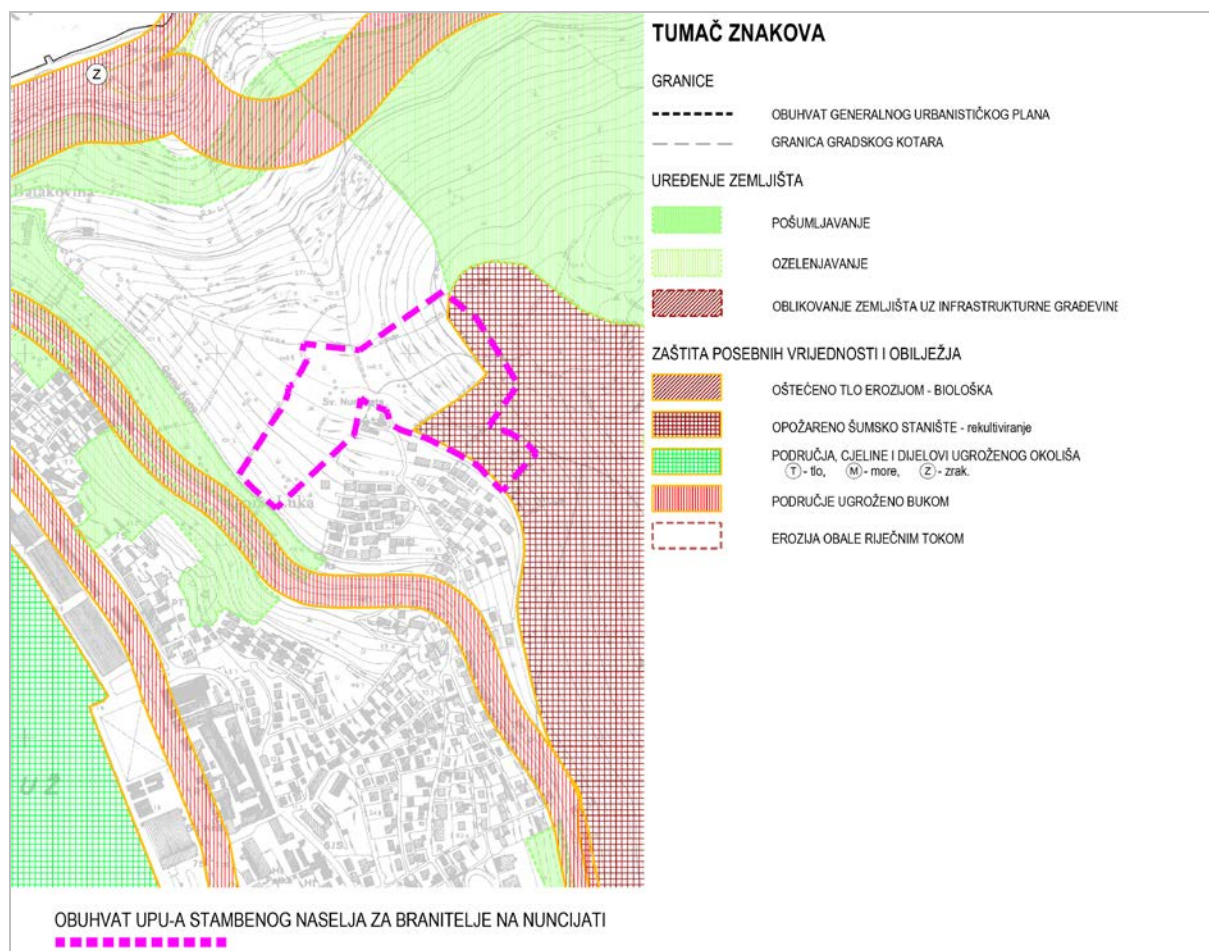 TUMAČ ZNAKOVA
GRANICE
OBUHVAT GENERALNOG URBANISTIČKOG PLANA
GRANICA GRADSKOG KOTARA
UREĐENJE ZEMLJIŠTA
POŠUMLJAVANJE
OZELENJAVANJE
OBLIKOVANJE ZEMLJIŠTA UZ INFRASTRUKTURNE GRAĐEVINE
ZAŠTITA POSEBNIH VRIJEDNOSTI I OBILJEŽJA
OŠTEĆENO TLO EROZIJOM - BIOLOŠKA
OPOŽARENO ŠUMSKO STANIŠTE - rekultiviranje
PODRUČJA, CJELINE I DIJELOVI UGROŽENOG OKOLIŠA
T - tlo, M - more, Z - zrak.
PODRUČJE UGROŽENO BUKOM
EROZIJA OBALE RIJEČNIM TOKOM
Z
Batakovina
Sv. Nuncijata
UŽ
OBUHVAT UPU-A STAMBENOG NASELJA ZA BRANITELJE NA NUNCIJATI